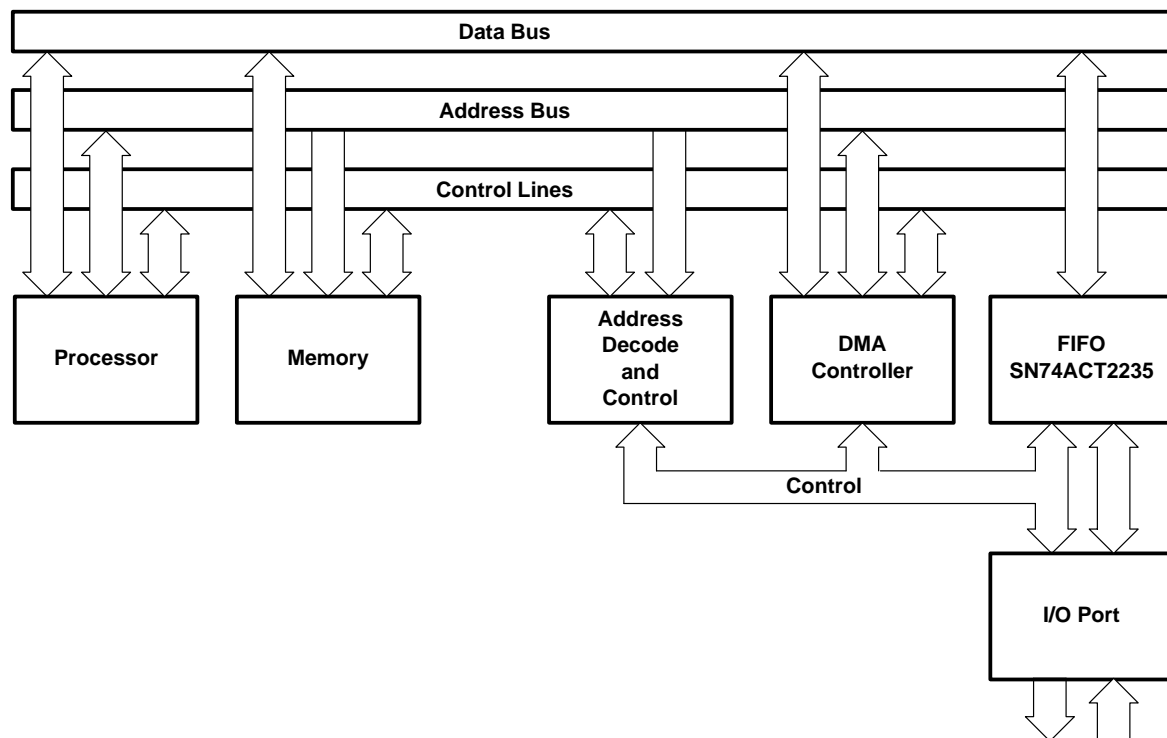 Data Bus
Address Bus
Control Lines
Processor
Memory
Address
Decode
and
Control
DMA
Controller
FIFO
SN74ACT2235
Control
I/O Port